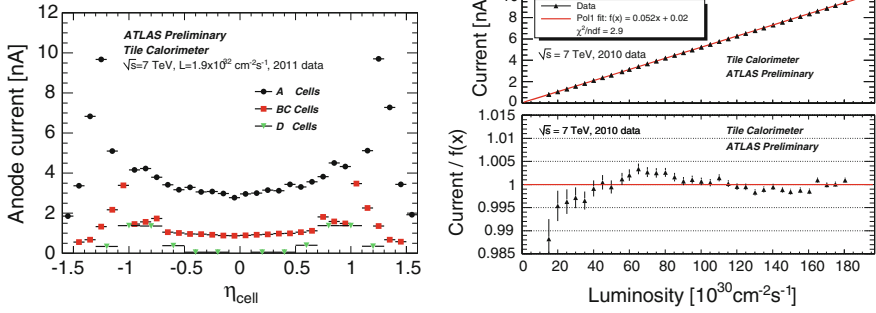 12
10
8
6
4
2
0
Anode current [nA]
ATLAS Preliminary
Tile Calorimeter
√s=7 TeV, L=1.9x10³² cm⁻²s⁻¹, 2011 data
A Cells
BC Cells
D Cells
-1.5 -1 -0.5 0 0.5 1 1.5
ηcell
10
8
6
4
2
0
Current [nA]
Data
Pol1 fit: f(x) = 0.052x + 0.02
χ²/ndf = 2.9
√s = 7 TeV, 2010 data
Tile Calorimeter
ATLAS Preliminary
1.015
1.01
1.005
1
0.995
0.99
0.985
Current / f(x)
√s = 7 TeV, 2010 data
Tile Calorimeter
ATLAS Preliminary
20 40 60 80 100 120 140 160 180
Luminosity [10³⁰cm⁻²s⁻¹]